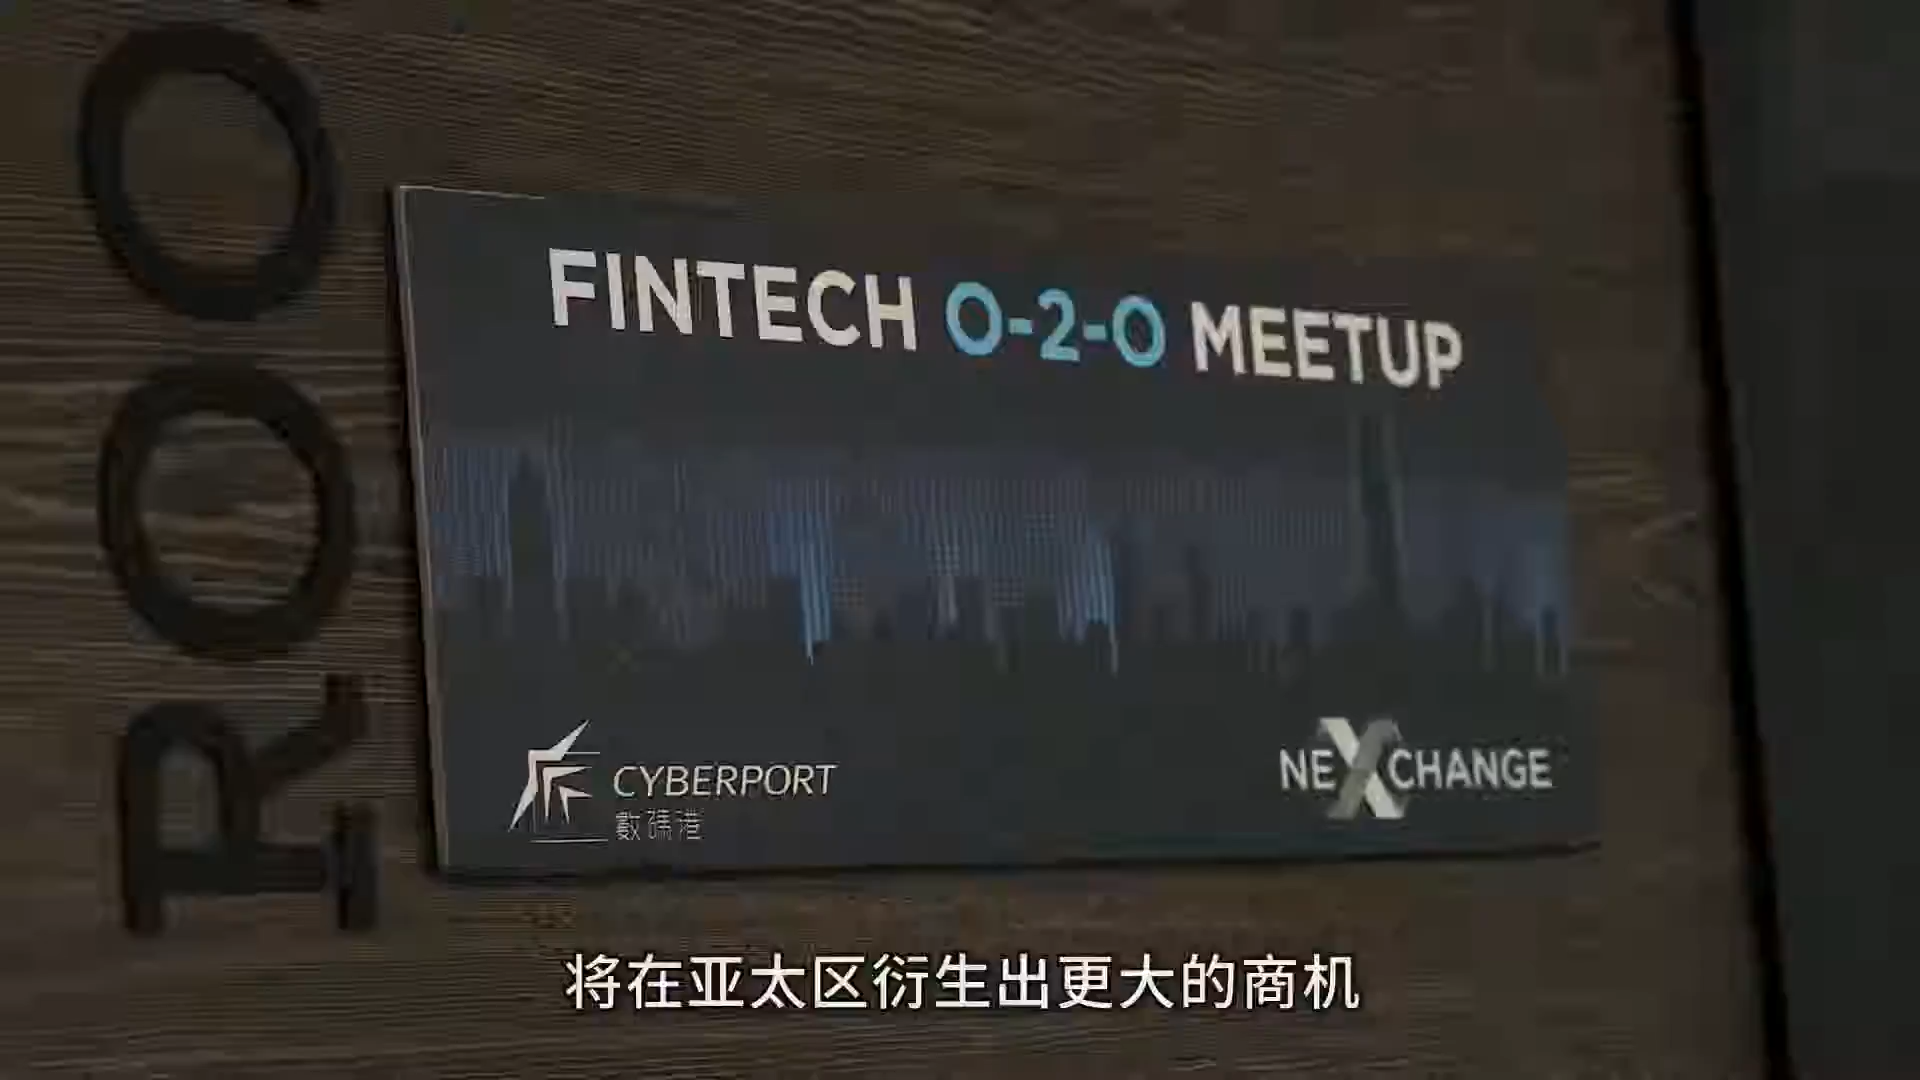 ROO
FINTECH O-2-O MEETUP
CYBERPORT
數碼港
NEXCHANGE
将在亚太区衍生出更大的商机